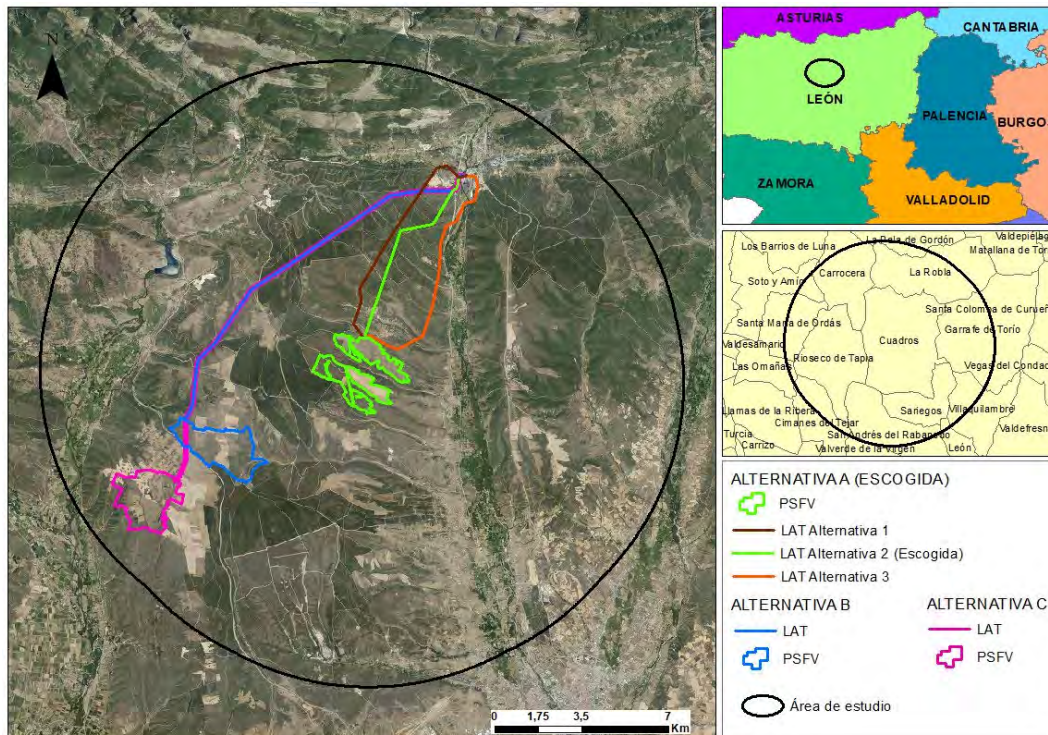 N
0 1,75 3,5 7
Km
ASTURIAS
CANTABRIA
LEÓN
PALENCIA
BURGO
ZAMORA
VALLADOLID
Los Barrios de Luna
La Pola de Gordón
Valdepiélag
Matallana de Tor
Carrocera
La Robla
Soto y Amío
Santa Colomba de Curueñ
Santa María de Ordás
Garrafe de Torío
Cuadros
Valdesamario
Rioseco de Tapia
Las Omañas
Vegas del Condad
Llamas de la Ribera
Sariegos
Villaquilambre
Cimanes del Tejar
Valdefresn
Turcia
San Andrés del Rabanedo
Carrizo
Valverde de la Virgen
León
ALTERNATIVA A (ESCOGIDA)
PSFV
LAT Alternativa 1
LAT Alternativa 2 (Escogida)
LAT Alternativa 3
ALTERNATIVA B
LAT
PSFV
ALTERNATIVA C
LAT
PSFV
Área de estudio